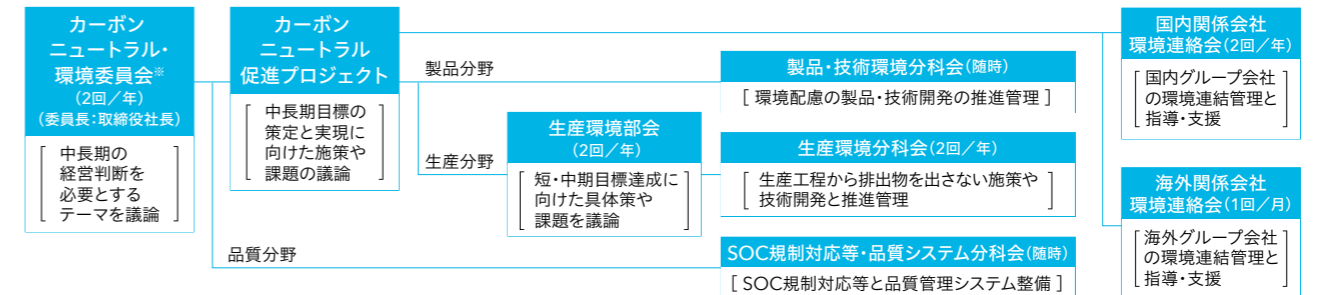 カーボン
ニュートラル・
環境委員会※
(2回／年)
(委員長:取締役社長)
中長期の
経営判断を
必要とする
テーマを議論
カーボン
ニュートラル
促進プロジェクト
中長期目標の
策定と実現に
向けた施策や
課題の議論
製品分野
生産分野
品質分野
生産環境部会
(2回／年)
短・中期目標達成に
向けた具体策や
課題を議論
製品・技術環境分科会(随時)
[ 環境配慮の製品・技術開発の推進管理 ]
生産環境分科会(2回／年)
生産工程から排出物を出さない施策や
技術開発と推進管理
SOC規制対応等・品質システム分科会(随時)
[ SOC規制対応等と品質管理システム整備 ]
国内関係会社
環境連絡会(2回／年)
国内グループ会社
の環境連結管理と
指導・支援
海外関係会社
環境連絡会(1回／月)
海外グループ会社
の環境連結管理と
指導・支援